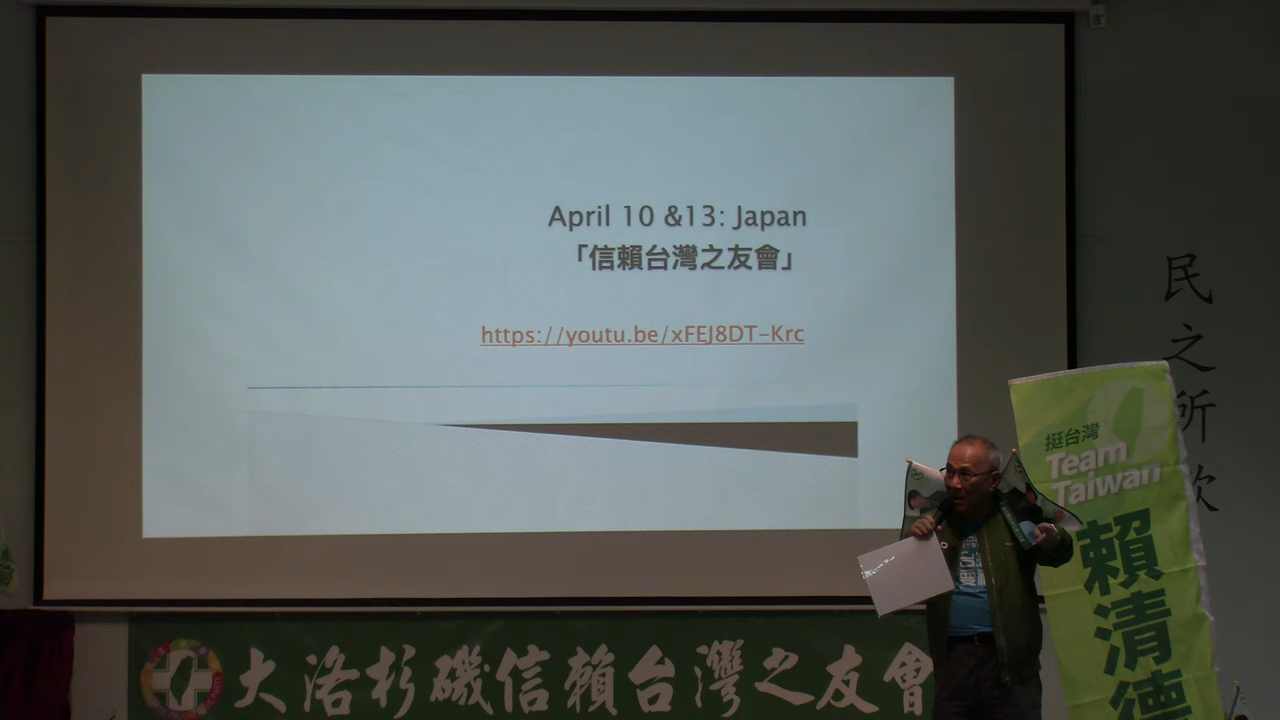 April 10 &13: Japan
「信賴台灣之友會」
https://youtu.be/xFEJ8DT-Krc
民之所
挺台灣
Team
Taiwan
賴清德
大洛杉磯信賴台灣之友會